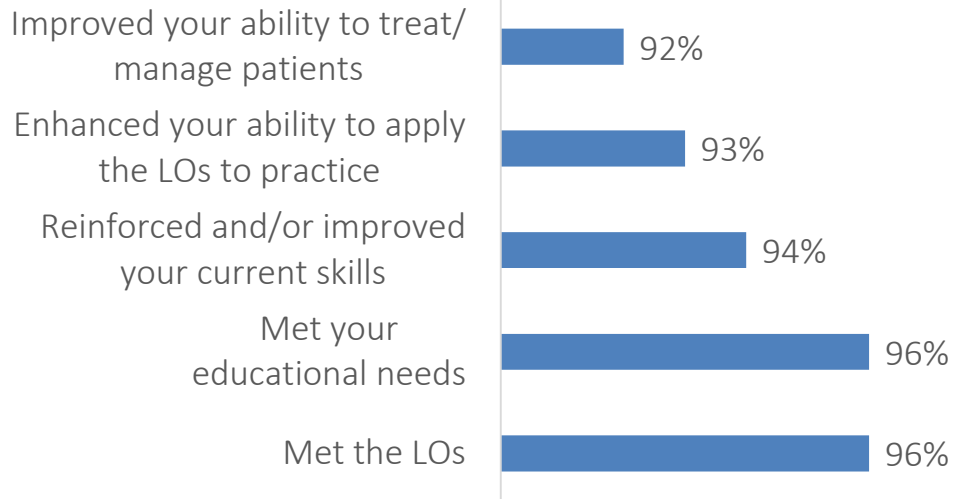 Improved your ability to treat/
manage patients
92%
Enhanced your ability to apply
the LOs to practice
93%
Reinforced and/or improved
your current skills
94%
Met your
educational needs
96%
Met the LOs
96%